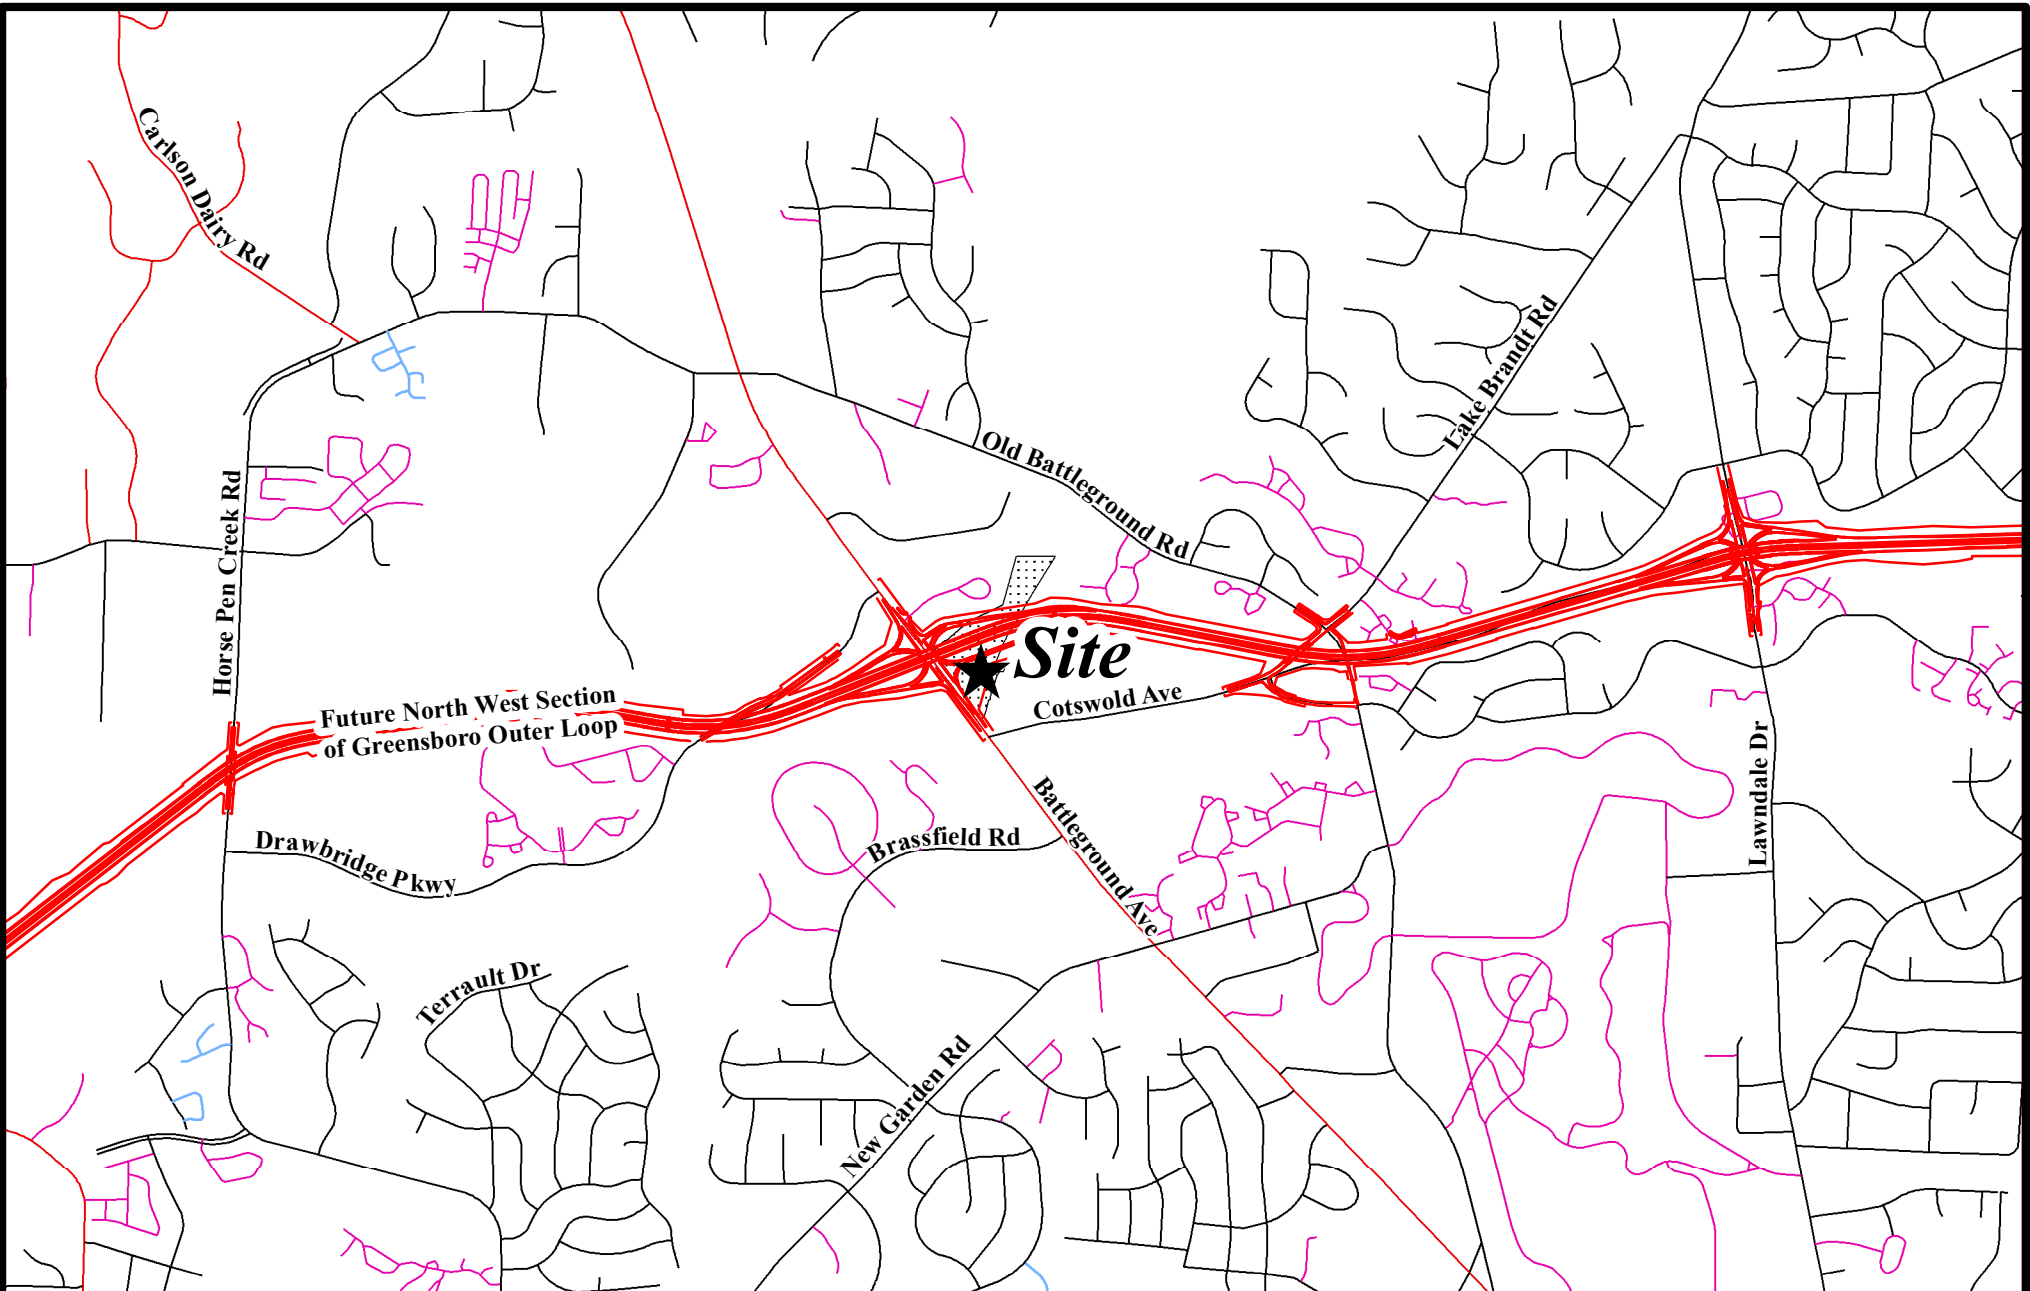 Carlson Dairy Rd
Lake Brandt Rd
Old Battleground Rd
Horse Pen Creek Rd
Site
Cotswold Ave
Future North West Section
of Greensboro Outer Loop
Lawndale Dr
Battleground Ave
Brassfield Rd
Drawbridge Pkwy
Terrault Dr
New Garden Rd